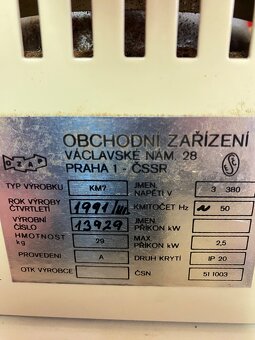 OZAP
OBCHODNÍ ZAŘÍZENÍ
VÁCLAVSKÉ NÁM. 28
PRAHA 1 - ČSSR
TYP VÝROBKU KM7 JMEN. NAPĚTÍ V 3 380
ROK VÝROBY ČTVRTLETÍ 1991/III. KMITOČET Hz ~ 50
VÝROBNÍ ČÍSLO 13929 JMEN. PŘÍKON kW
HMOTNOST kg 29 MAX. PŘÍKON kW 2,5
PROVEDENÍ A DRUH KRYTÍ IP 20
OTK VÝROBCE ČSN 51 1003